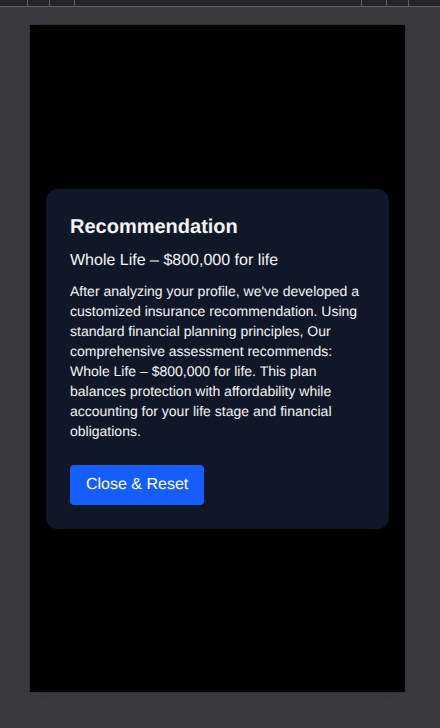 Recommendation
Whole Life – $800,000 for life
After analyzing your profile, we've developed a
customized insurance recommendation. Using
standard financial planning principles, Our
comprehensive assessment recommends:
Whole Life – $800,000 for life. This plan
balances protection with affordability while
accounting for your life stage and financial
obligations.
Close & Reset